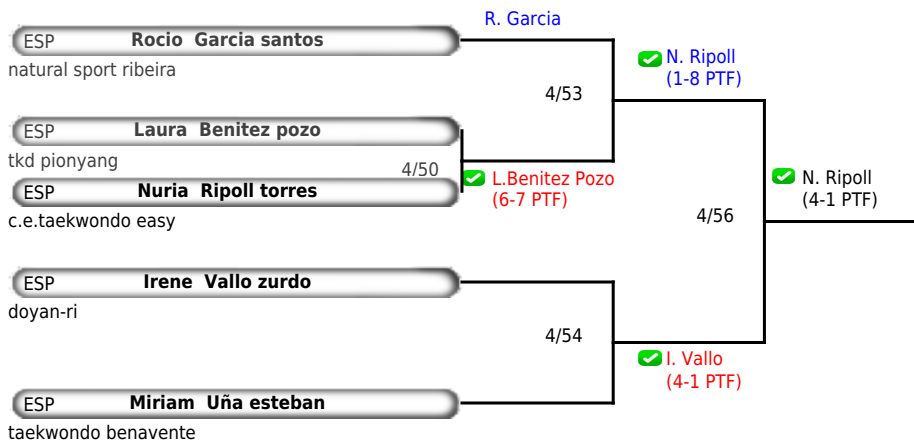 R. Garcia
ESP Rocio Garcia santos
natural sport ribeira
N. Ripoll
(1-8 PTF)
4/53
ESP Laura Benitez pozo
tkd pionyang
4/50
L.Benitez Pozo
(6-7 PTF)
ESP Nuria Ripoll torres
c.e.taekwondo easy
N. Ripoll
(4-1 PTF)
4/56
ESP Irene Vallo zurdo
doyan-ri
4/54
I. Vallo
(4-1 PTF)
ESP Miriam Uña esteban
taekwondo benavente